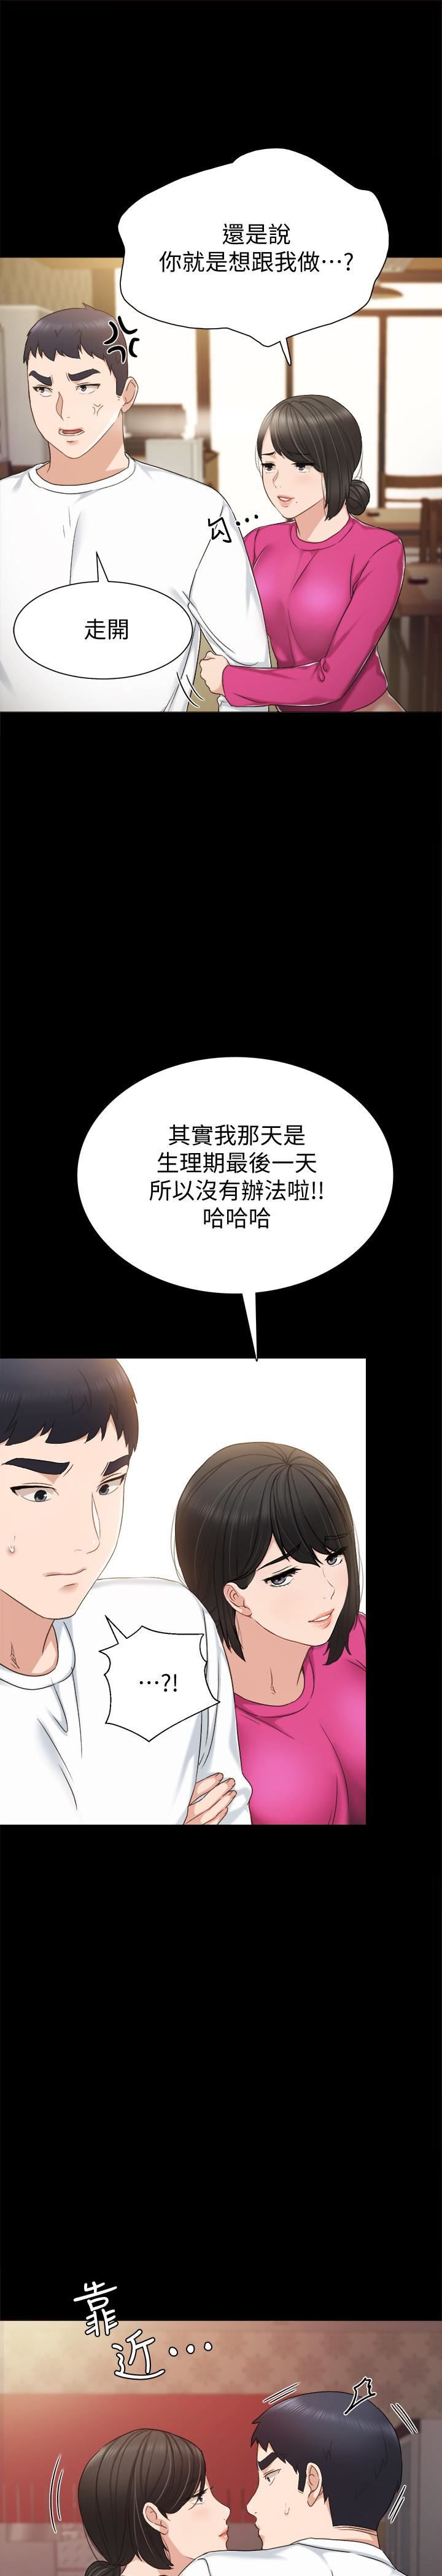 還是說
你就是想跟我做…?
勾…
走開
其實我那天是
生理期最後一天
所以沒有辦法啦!!
哈哈哈
…?!
靠
近…